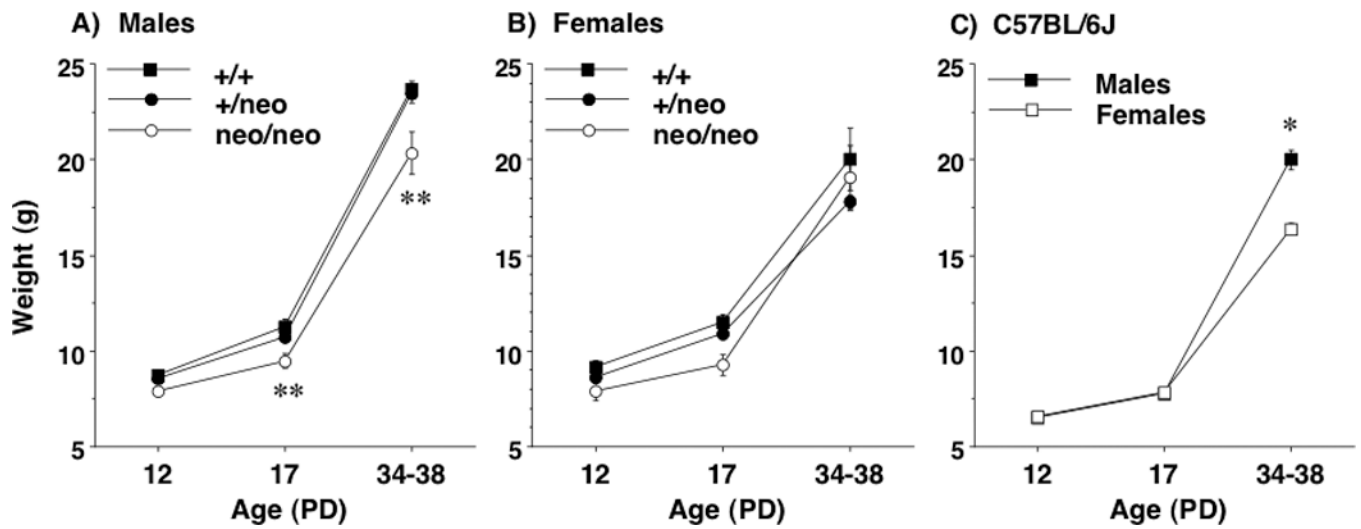 A) Males
+/+
+/neo
neo/neo
Weight (g)
25
20
15
10
5
**
**
12 17 34-38
Age (PD)
B) Females
+/+
+/neo
neo/neo
25
20
15
10
5
12 17 34-38
Age (PD)
C) C57BL/6J
Males
Females
25
20
15
10
5
*
12 17 34-38
Age (PD)